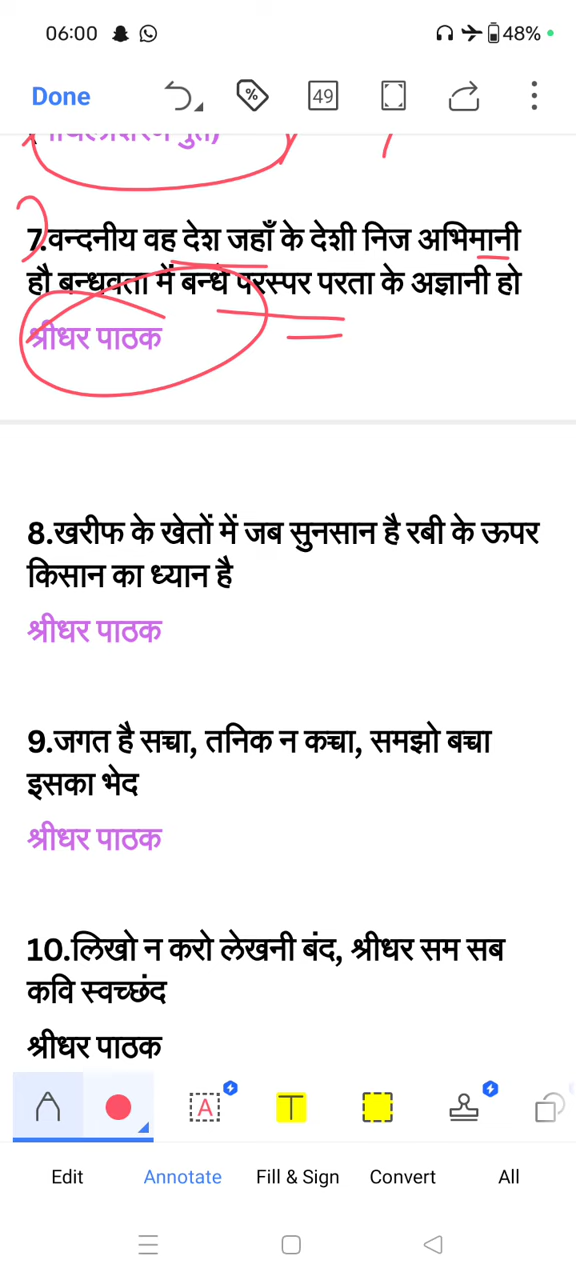 06:00
48%
Done
%
49
7.वन्दनीय वह देश जहाँ के देशी निज अभिमानी
हौ बन्धवता में बन्धे परस्पर परता के अज्ञानी हो
श्रीधर पाठक
8.खरीफ के खेतों में जब सुनसान है रबी के ऊपर
किसान का ध्यान है
श्रीधर पाठक
9.जगत है सच्चा, तनिक न कच्चा, समझो बच्चा
इसका भेद
श्रीधर पाठक
10.लिखो न करो लेखनी बंद, श्रीधर सम सब
कवि स्वच्छंद
श्रीधर पाठक
A
T
Edit Annotate Fill & Sign Convert All